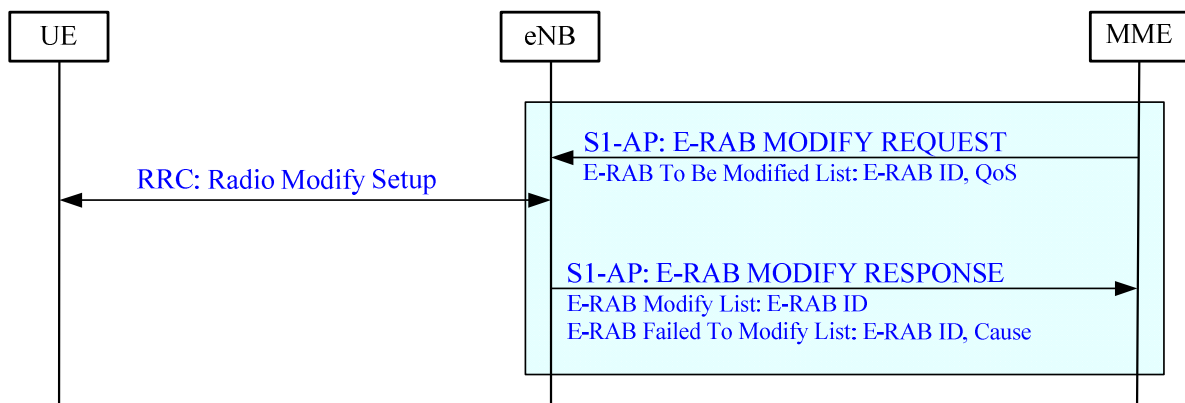 UE
eNB
MME
S1-AP: E-RAB MODIFY REQUEST
E-RAB To Be Modified List: E-RAB ID, QoS
RRC: Radio Modify Setup
S1-AP: E-RAB MODIFY RESPONSE
E-RAB Modify List: E-RAB ID
E-RAB Failed To Modify List: E-RAB ID, Cause